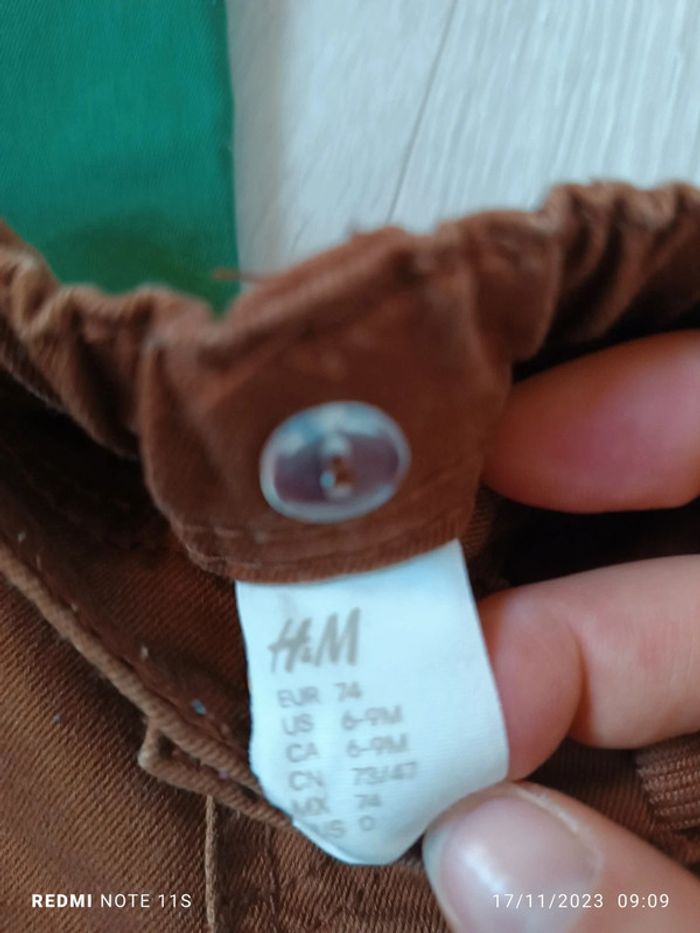 H&M
EUR 74
US 6-9M
CA 6-9M
CN 73/47
MX 74
0
REDMI NOTE 11S
17/11/2023 09:09